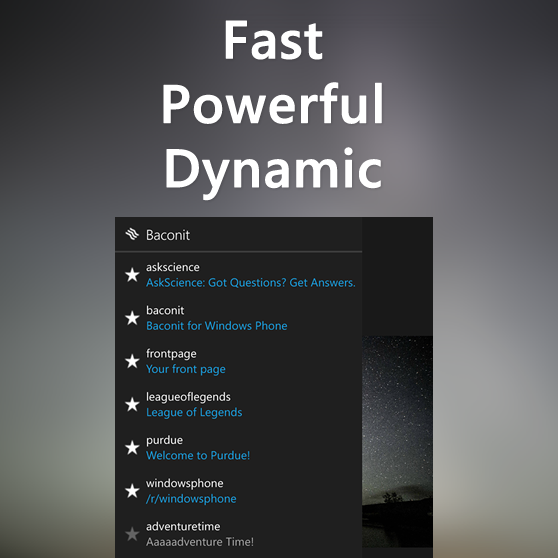 Fast
Powerful
Dynamic
Baconit
askscience
AskScience: Got Questions? Get Answers.
baconit
Baconit for Windows Phone
frontpage
Your front page
leagueoflegends
League of Legends
purdue
Welcome to Purdue!
windowsphone
/r/windowsphone
adventuretime
Aaaaadventure Time!